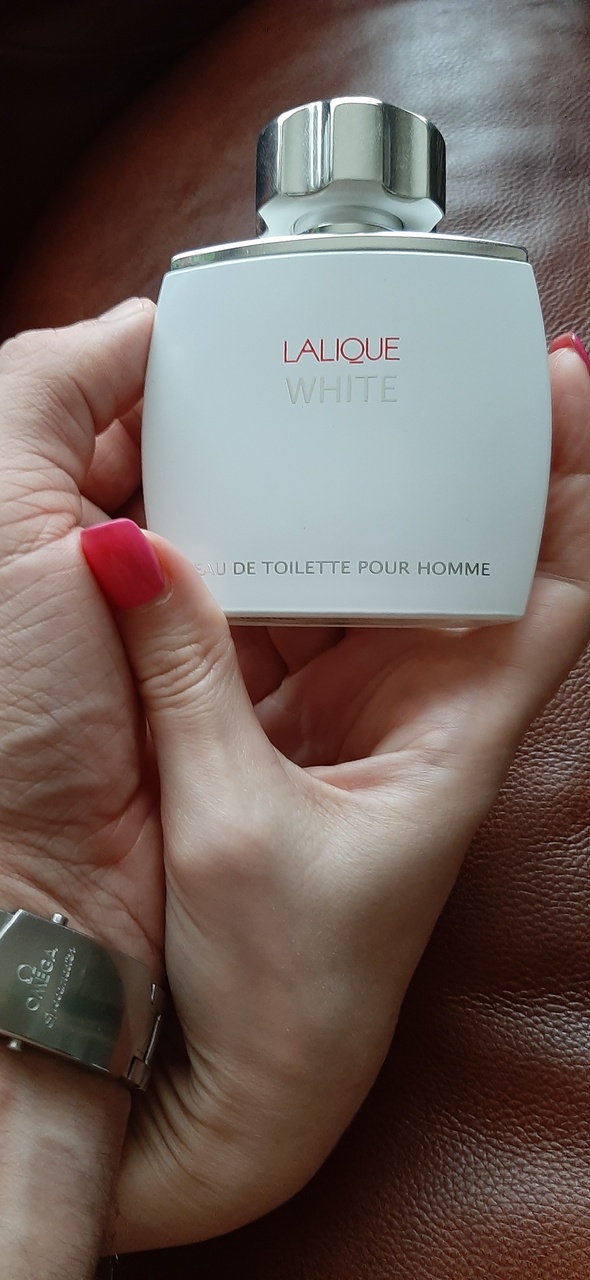 LALIQUE
WHITE
EAU DE TOILETTE POUR HOMME
Ω
OMEGA